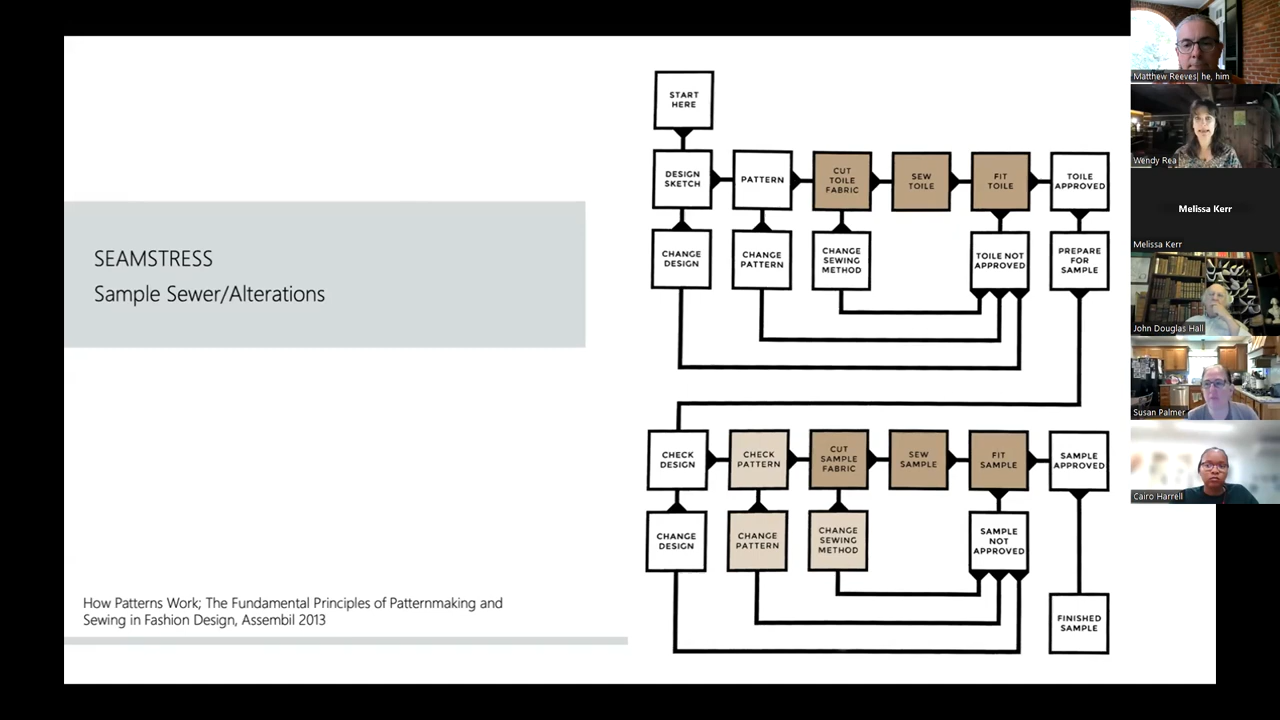 SEAMSTRESS
Sample Sewer/Alterations
How Patterns Work; The Fundamental Principles of Patternmaking and
Sewing in Fashion Design, Assembil 2013
START
HERE
DESIGN
SKETCH
PATTERN
CUT
TOILE
FABRIC
SEW
TOILE
FIT
TOILE
TOILE
APPROVED
CHANGE
DESIGN
CHANGE
PATTERN
CHANGE
SEWING
METHOD
TOILE NOT
APPROVED
PREPARE
FOR
SAMPLE
CHECK
DESIGN
CHECK
PATTERN
CUT
SAMPLE
FABRIC
SEW
SAMPLE
FIT
SAMPLE
SAMPLE
APPROVED
CHANGE
DESIGN
CHANGE
PATTERN
CHANGE
SEWING
METHOD
SAMPLE
NOT
APPROVED
FINISHED
SAMPLE
Matthew Reeves| he, him
Wendy Rea
Melissa Kerr
Melissa Kerr
John Douglas Hall
Susan Palmer
Cairo Harrell